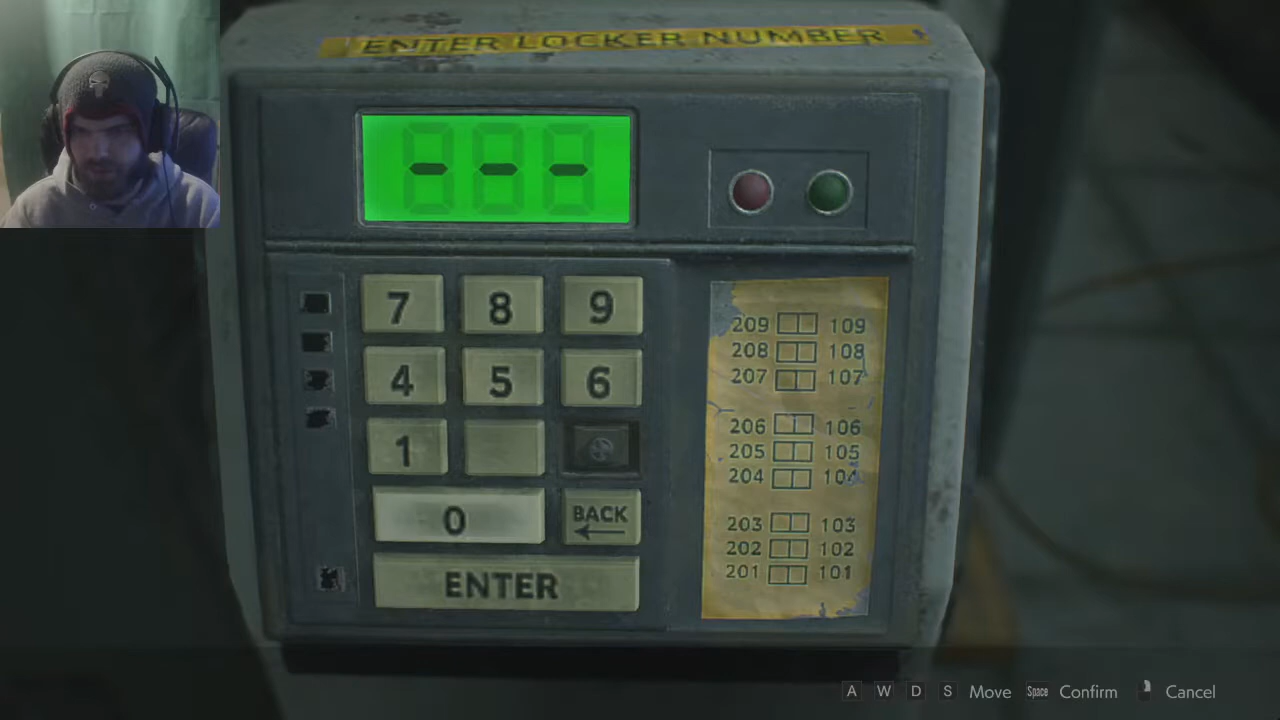 ENTER LOCKER NUMBER
7 8 9
4 5 6
1
0 BACK
ENTER
209 109
208 108
207 107
206 106
205 105
204 104
203 103
202 102
201 101
A W D S Move Space Confirm Cancel